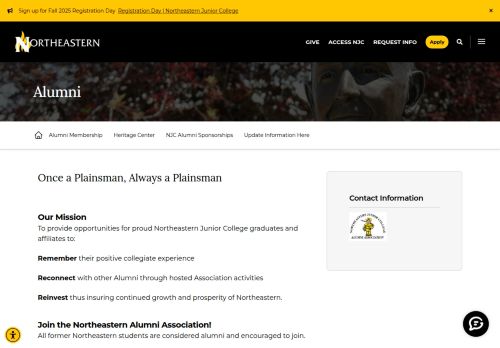 Sign up for Fall 2025 Registration Day Registration Day | Northeastern Junior College ×
NORTHEASTERN
GIVE ACCESS NJC REQUEST INFO Apply
Alumni
Alumni Membership Heritage Center NJC Alumni Sponsorships Update Information Here
Once a Plainsman, Always a Plainsman
Our Mission
To provide opportunities for proud Northeastern Junior College graduates and
affiliates to:
Remember their positive collegiate experience
Reconnect with other Alumni through hosted Association activities
Reinvest thus insuring continued growth and prosperity of Northeastern.
Join the Northeastern Alumni Association!
All former Northeastern students are considered alumni and encouraged to join.
Contact Information
NORTHEASTERN JUNIOR COLLEGE
ALUMNI ASSOCIATION